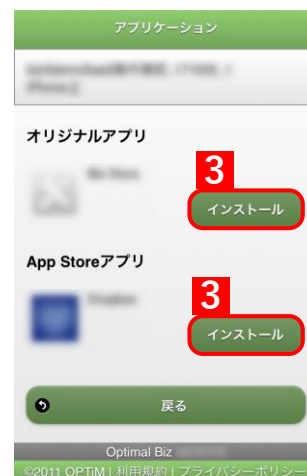 アプリケーション
オリジナルアプリ
3
インストール
App Storeアプリ
3
インストール
戻る
Optimal Biz
©2011 OPTiM | 利用規約 | プライバシーポリシー